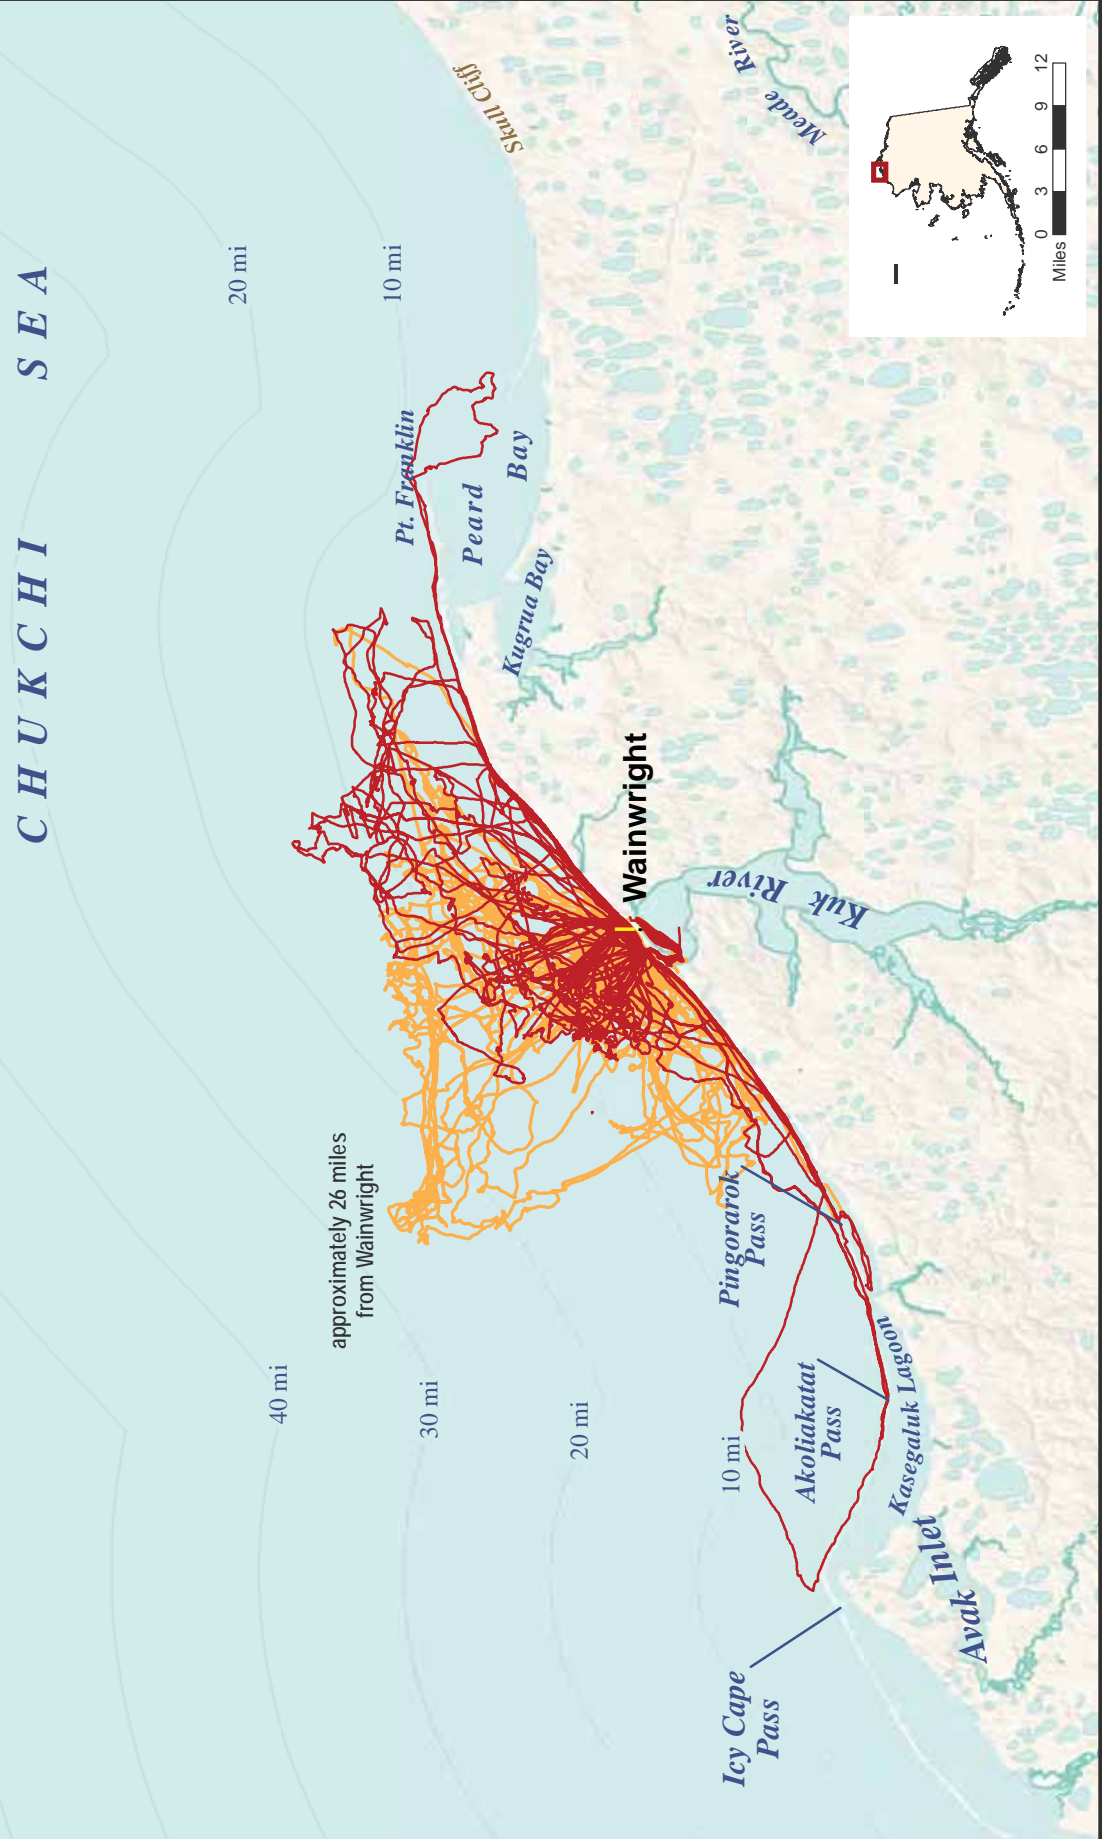 CHUKCHI SEA
20 mi
10 mi
Skull Cliff
Meade River
Pt. Franklin
Peard
Bay
Kugrua Bay
Wainwright
Kuk River
approximately 26 miles
from Wainwright
40 mi
30 mi
20 mi
10 mi
Pingorarok
Pass
Akoliakatat
Pass
Kasegaluk Lagoon
Avak Inlet
Icy Cape
Pass
0 3 6 9 12
Miles